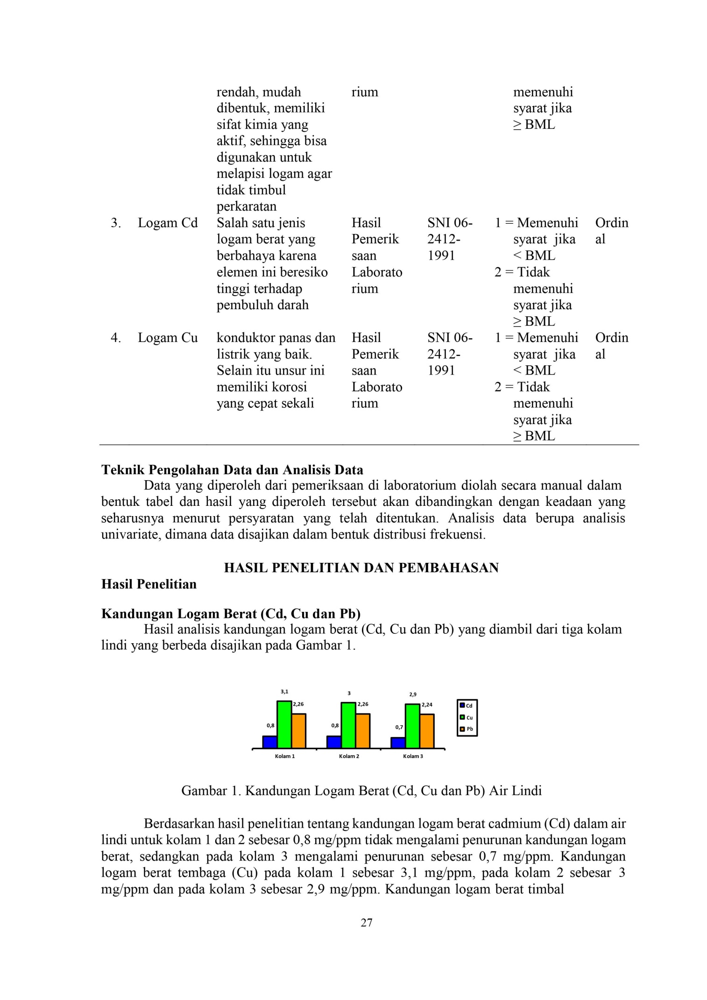 rendah, mudah rium memenuhi
dibentuk, memiliki syarat jika
sifat kimia yang ≥ BML
aktif, sehingga bisa
digunakan untuk
melapisi logam agar
tidak timbul
perkaratan
3. Logam Cd Salah satu jenis Hasil SNI 06- 1 = Memenuhi Ordin
logam berat yang Pemerik 2412- syarat jika al
berbahaya karena saan 1991 < BML
elemen ini beresiko Laborato 2 = Tidak
tinggi terhadap rium memenuhi
pembuluh darah syarat jika
≥ BML
4. Logam Cu konduktor panas dan Hasil SNI 06- 1 = Memenuhi Ordin
listrik yang baik. Pemerik 2412- syarat jika al
Selain itu unsur ini saan 1991 < BML
memiliki korosi Laborato 2 = Tidak
yang cepat sekali rium memenuhi
syarat jika
≥ BML
Teknik Pengolahan Data dan Analisis Data
Data yang diperoleh dari pemeriksaan di laboratorium diolah secara manual dalam
bentuk tabel dan hasil yang diperoleh tersebut akan dibandingkan dengan keadaan yang
seharusnya menurut persyaratan yang telah ditentukan. Analisis data berupa analisis
univariate, dimana data disajikan dalam bentuk distribusi frekuensi.
HASIL PENELITIAN DAN PEMBAHASAN
Hasil Penelitian
Kandungan Logam Berat (Cd, Cu dan Pb)
Hasil analisis kandungan logam berat (Cd, Cu dan Pb) yang diambil dari tiga kolam
lindi yang berbeda disajikan pada Gambar 1.
3,1 3 2,9
2,26 2,26 2,24 Cd
Cu
0,8 0,8 0,7 Pb
Kolam 1 Kolam 2 Kolam 3
Gambar 1. Kandungan Logam Berat (Cd, Cu dan Pb) Air Lindi
Berdasarkan hasil penelitian tentang kandungan logam berat cadmium (Cd) dalam air
lindi untuk kolam 1 dan 2 sebesar 0,8 mg/ppm tidak mengalami penurunan kandungan logam
berat, sedangkan pada kolam 3 mengalami penurunan sebesar 0,7 mg/ppm. Kandungan
logam berat tembaga (Cu) pada kolam 1 sebesar 3,1 mg/ppm, pada kolam 2 sebesar 3
mg/ppm dan pada kolam 3 sebesar 2,9 mg/ppm. Kandungan logam berat timbal
27